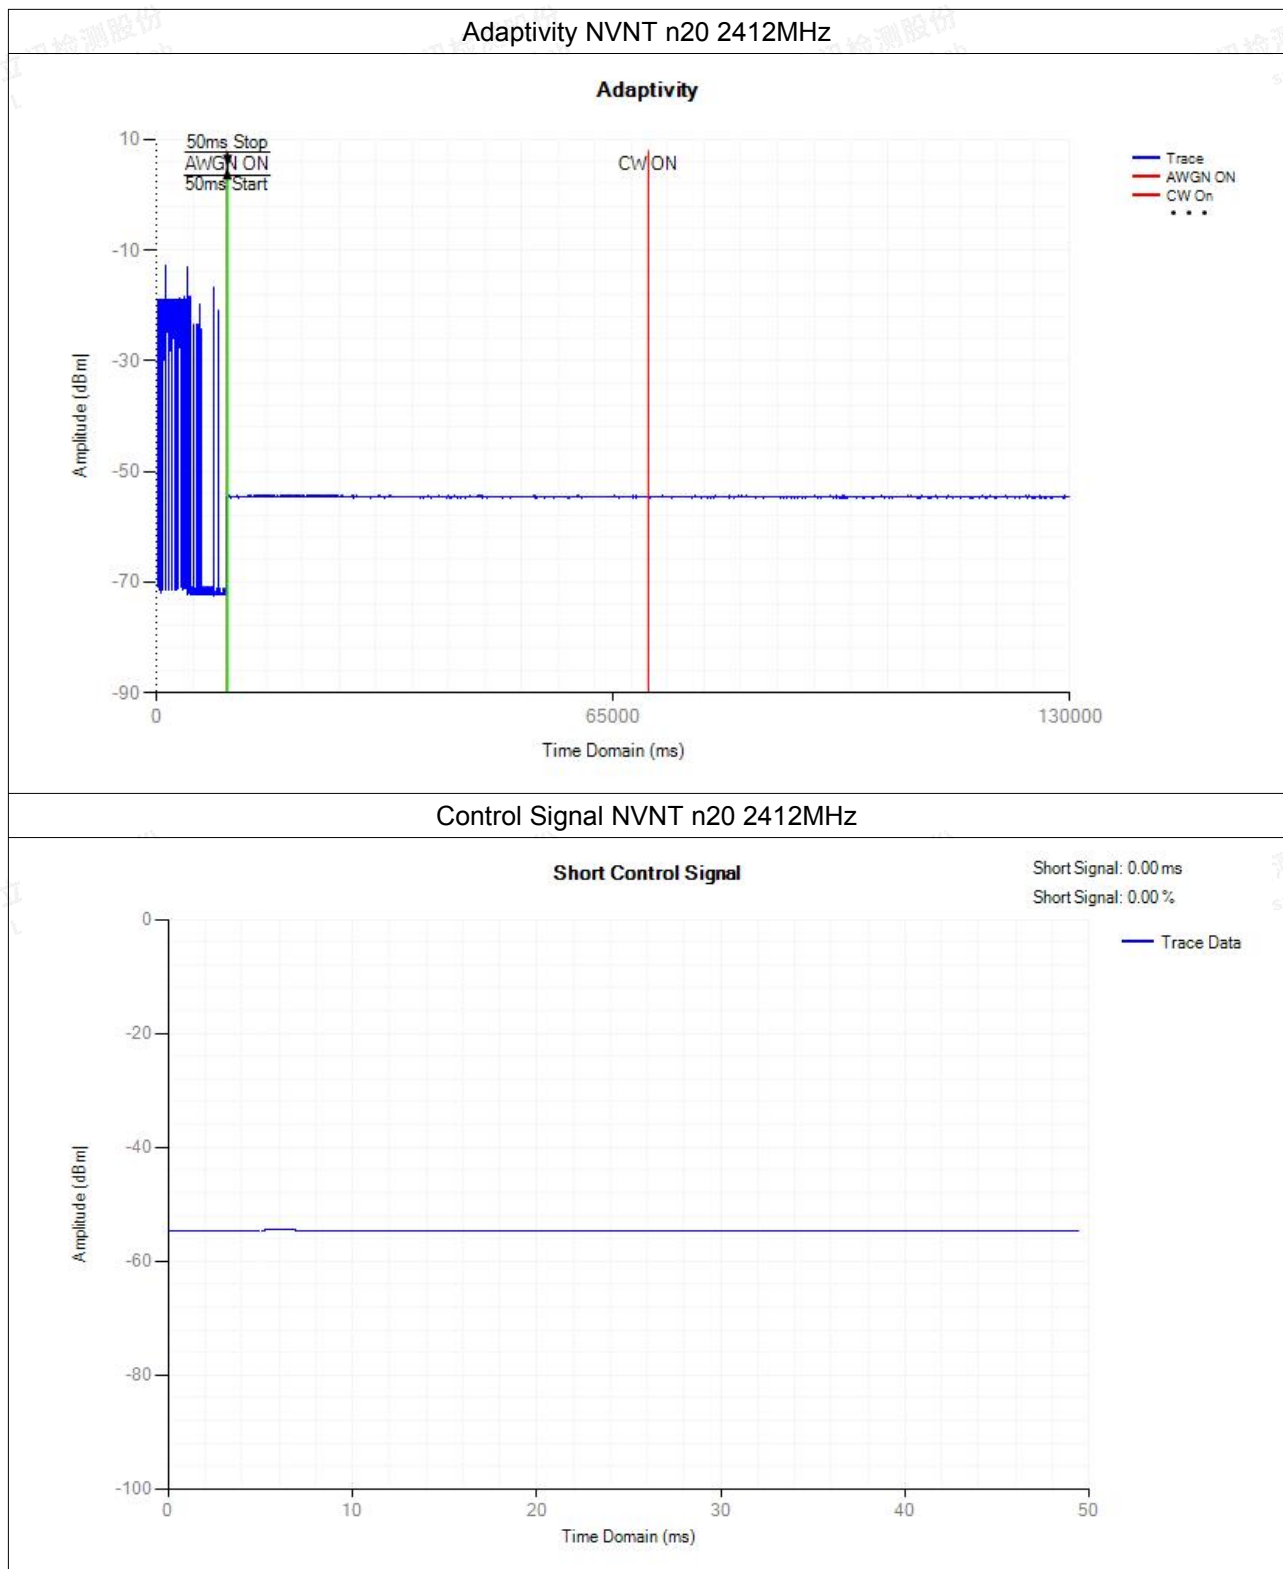 Adaptivity NVNT n20 2412MHz
Adaptivity
50ms Stop
AWGN ON
50ms Start
CW ON
Trace
AWGN ON
CW On
10
-10
-30
-50
-70
-90
Amplitude (dBm)
0
65000
130000
Time Domain (ms)
Control Signal NVNT n20 2412MHz
Short Control Signal
Short Signal: 0.00 ms
Short Signal: 0.00 %
Trace Data
0
-20
-40
-60
-80
-100
Amplitude (dBm)
0
10
20
30
40
50
Time Domain (ms)